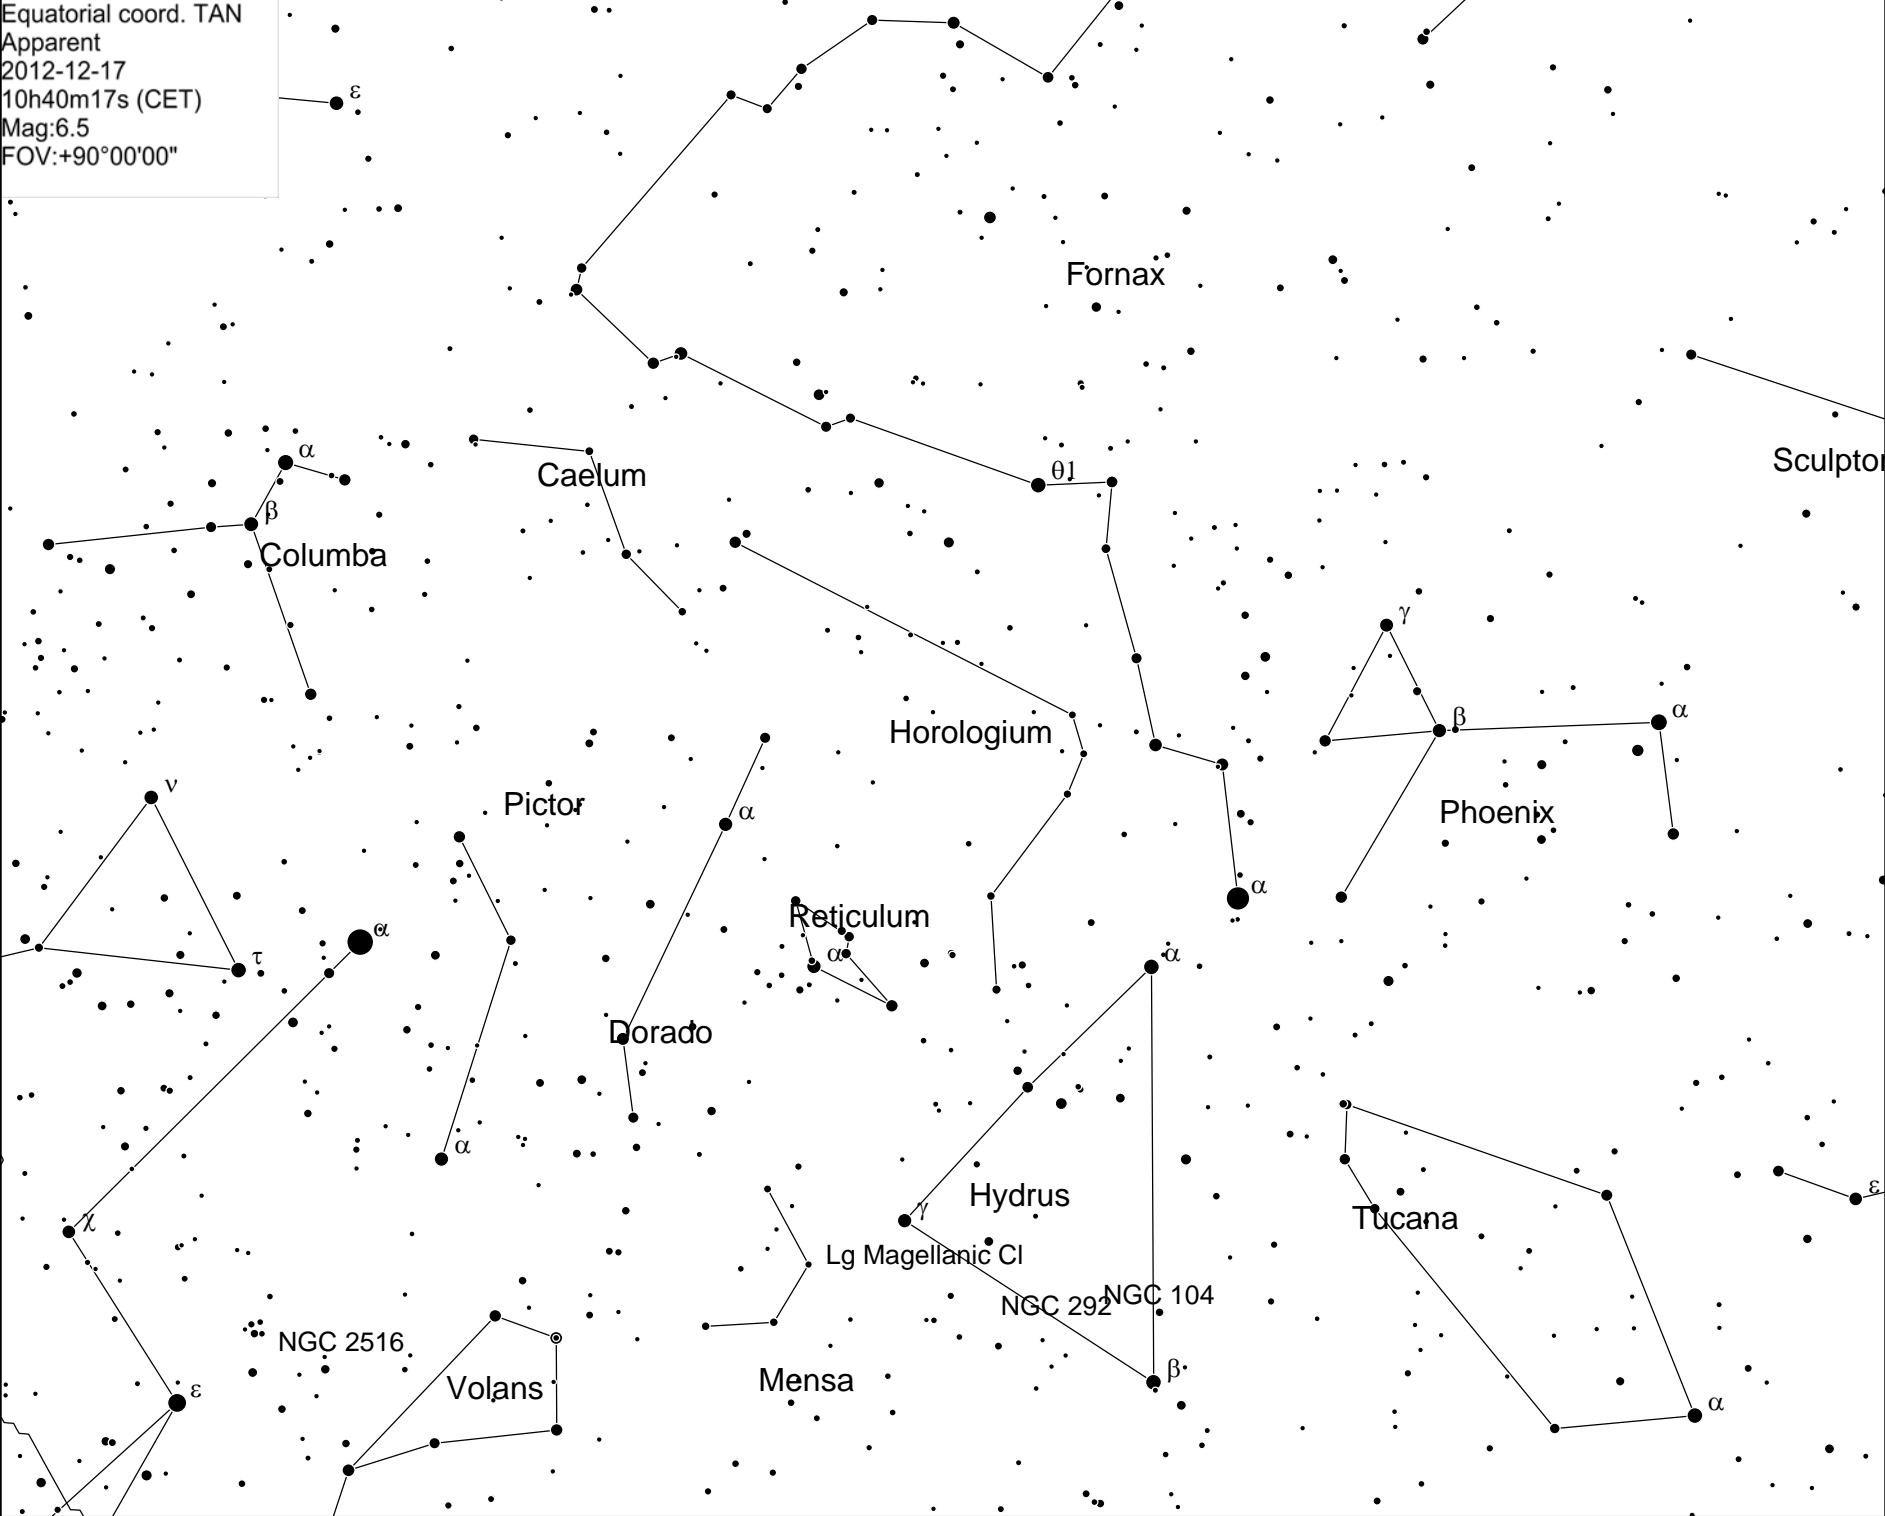 Equatorial coord. TAN
Apparent
2012-12-17
10h40m17s (CET)
Mag:6.5
FOV:+90°00'00"
ε
Fornax
α
Caelum
θ1
Sculptor
β
Columba
γ
β
α
Horologium
ν
Pictor
α
Phoenix
α
Reticulum
α
α
τ
α
Dorado
α
Hydrus
ε
χ
γ
Tucana
Lg Magellanic Cl
NGC 292
NGC 104
NGC 2516
Volans
Mensa
β
ε
α